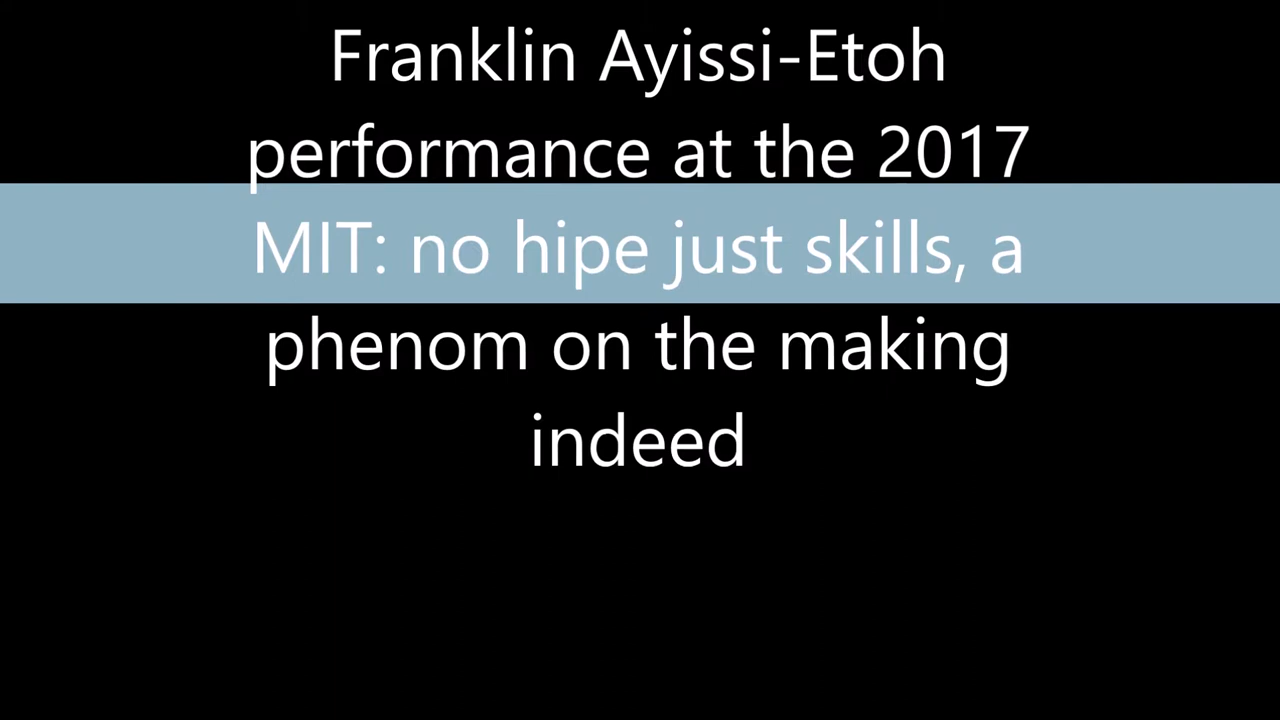 Franklin Ayissi-Etoh
performance at the 2017
MIT: no hipe just skills, a
phenom on the making
indeed